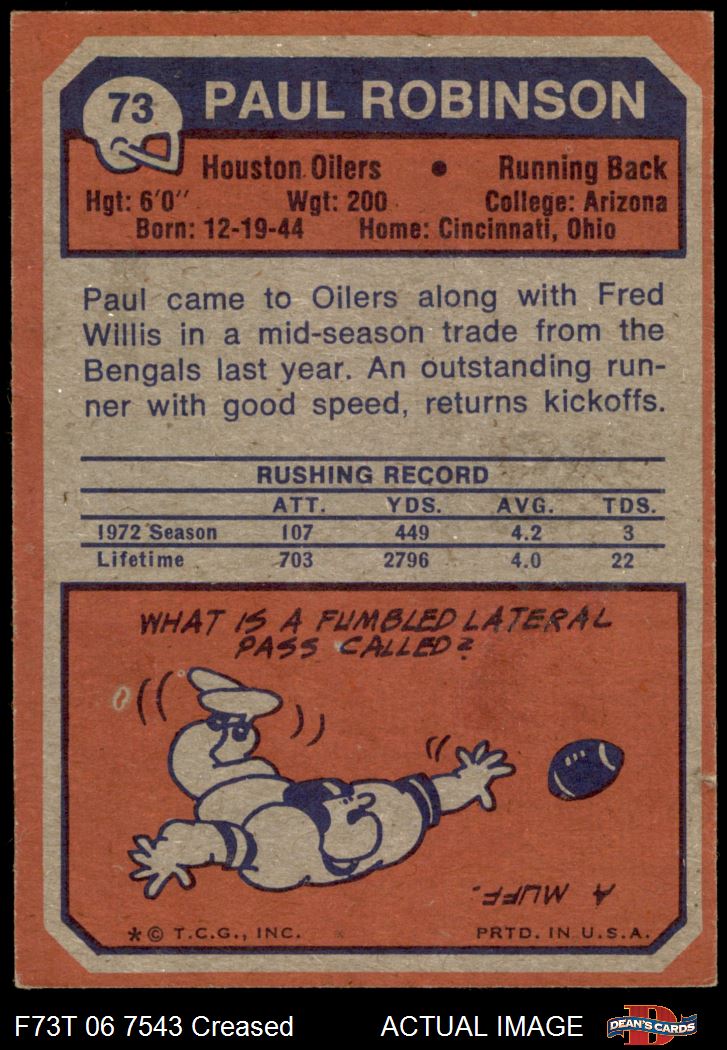 73
PAUL ROBINSON
Houston Oilers • Running Back
Hgt: 6'0" Wgt: 200 College: Arizona
Born: 12-19-44 Home: Cincinnati, Ohio
Paul came to Oilers along with Fred
Willis in a mid-season trade from the
Bengals last year. An outstanding run-
ner with good speed, returns kickoffs.
RUSHING RECORD
ATT. YDS. AVG. TDS.
1972 Season 107 449 4.2 3
Lifetime 703 2796 4.0 22
WHAT IS A FUMBLED LATERAL
PASS CALLED?
A MUFF.
* © T.C.G., INC. PRTD. IN U.S.A.
F73T 06 7543 Creased ACTUAL IMAGE
D
DEAN'S CARDS